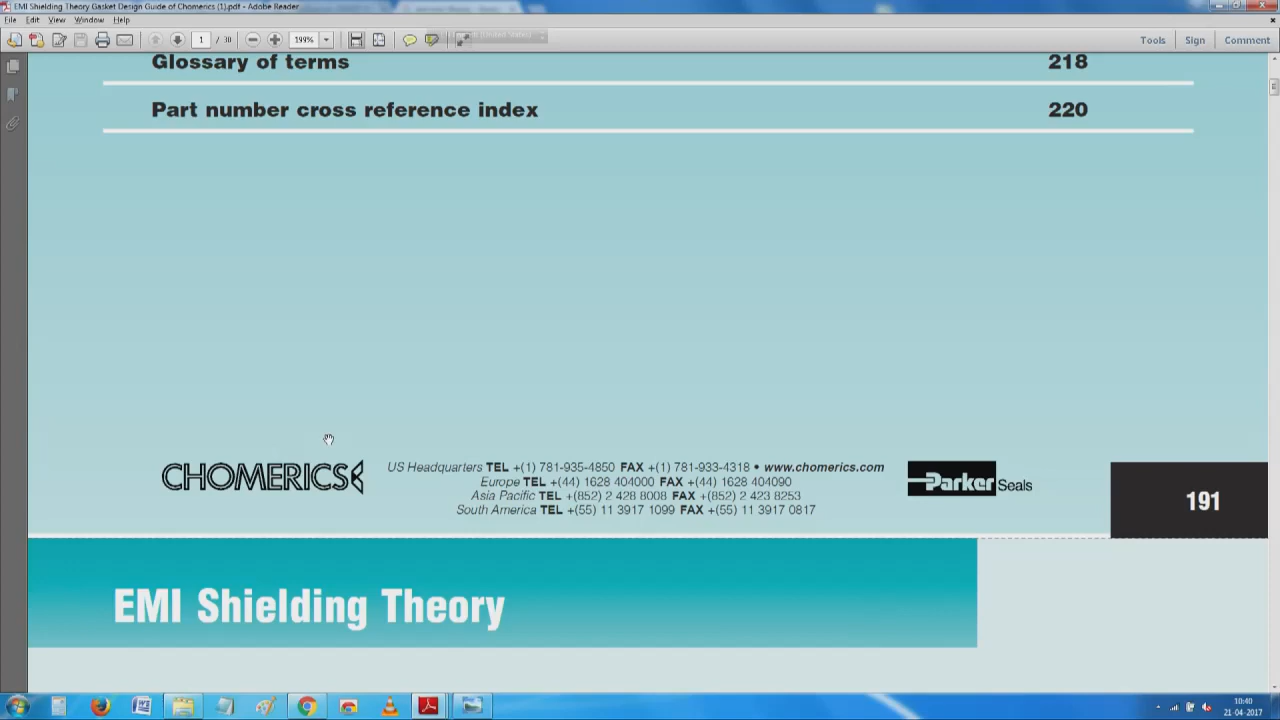 EMI Shielding Theory Gasket Design Guide of Chomerics (1).pdf - Adobe Reader
File Edit View Window Help
1 / 30 199% Tools Sign Comment
Glossary of terms 218
Part number cross reference index 220
CHOMERICS
US Headquarters TEL +(1) 781-935-4850 FAX +(1) 781-933-4318 • www.chomerics.com
Europe TEL +(44) 1628 404000 FAX +(44) 1628 404090
Asia Pacific TEL +(852) 2 428 8008 FAX +(852) 2 423 8253
South America TEL +(55) 11 3917 1099 FAX +(55) 11 3917 0817
Parker Seals
191
EMI Shielding Theory
10:40
21-04-2017